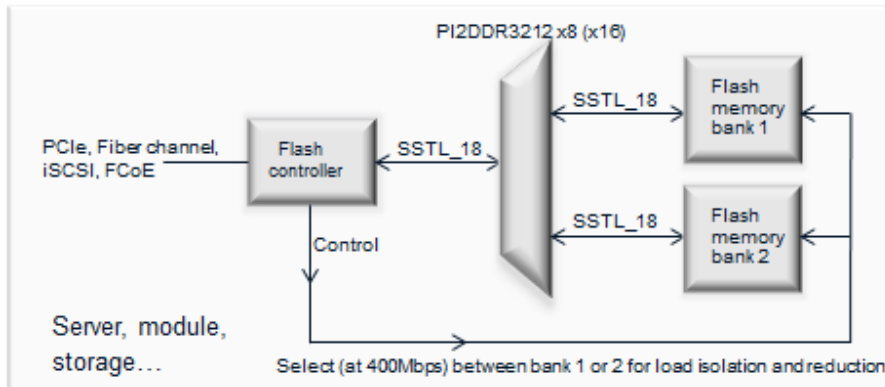 PI2DDR3212 x8 (x16)
SSTL_18
Flash
memory
bank 1
PCIe, Fiber channel,
iSCSI, FCoE
Flash
controller
SSTL_18
SSTL_18
Flash
memory
bank 2
Control
Server, module,
storage...
Select (at 400Mbps) between bank 1 or 2 for load isolation and reduction